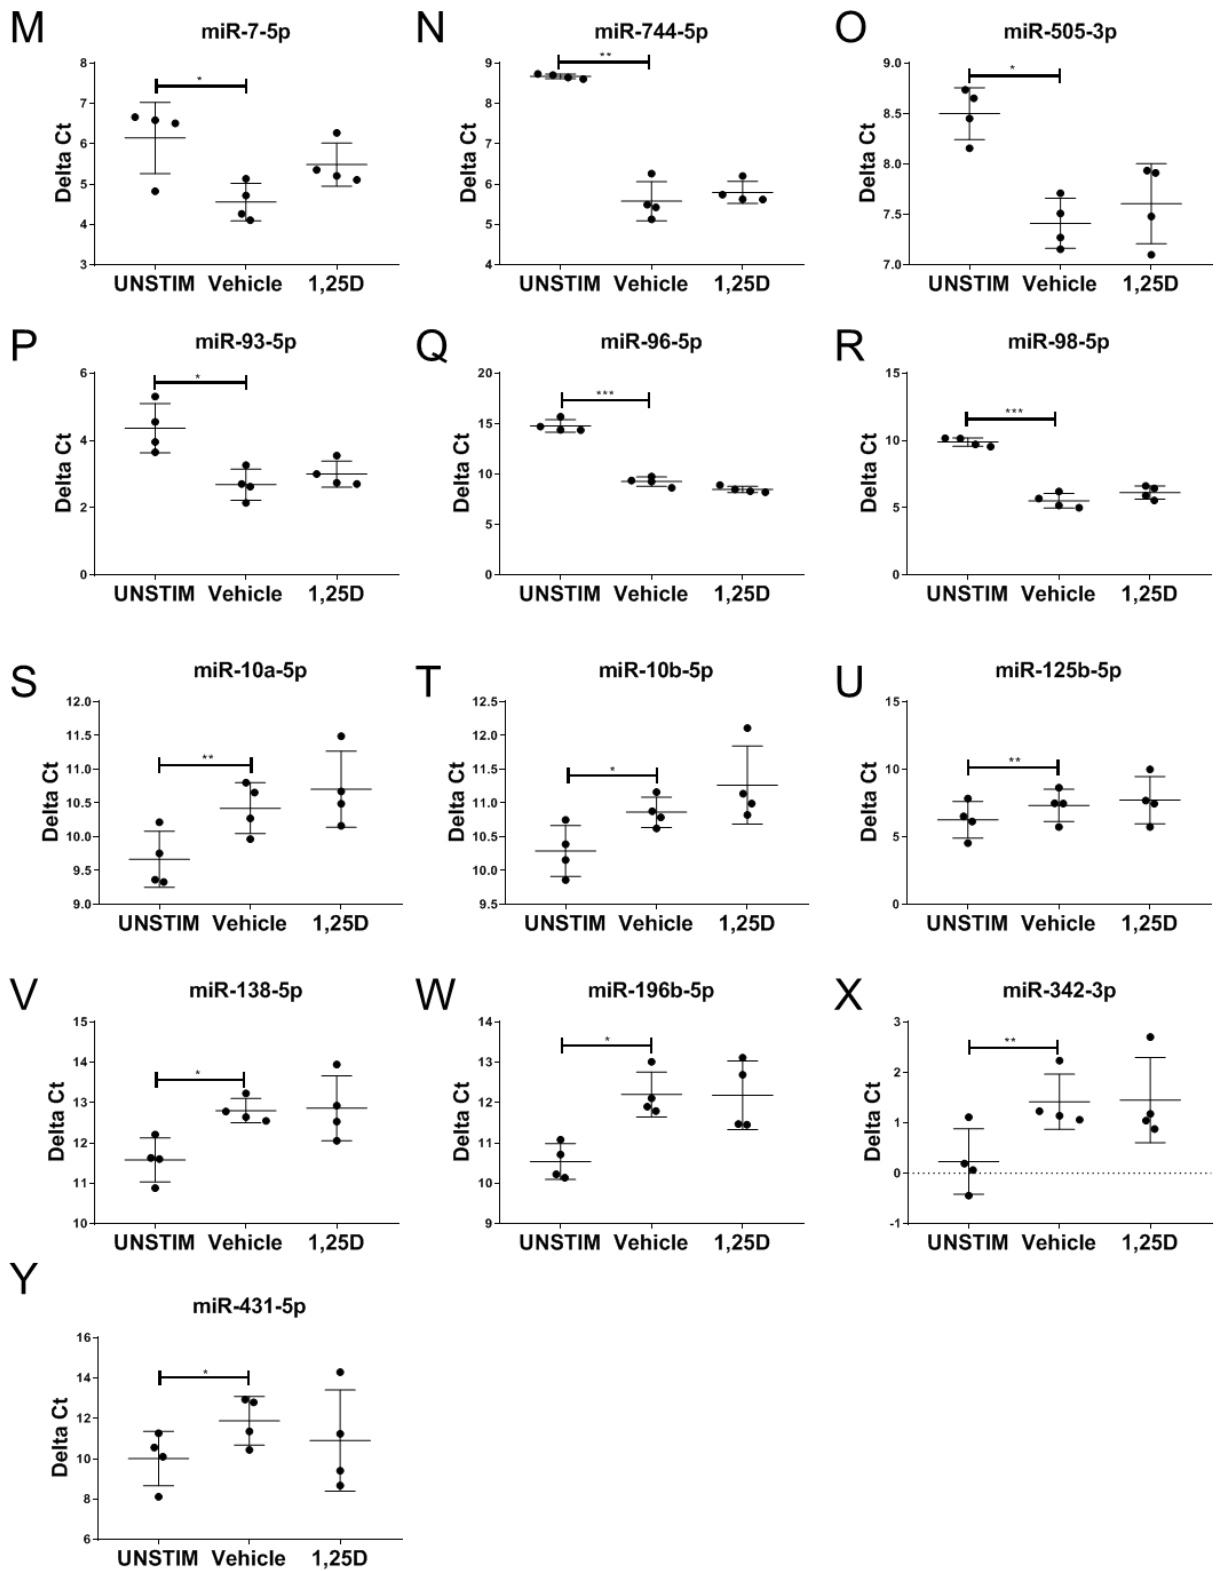 M miR-7-5p
8
7
6
5
4
3
Delta Ct
*
UNSTIM Vehicle 1,25D
N miR-744-5p
9
8
7
6
5
4
Delta Ct
**
UNSTIM Vehicle 1,25D
O miR-505-3p
9.0
8.5
8.0
7.5
7.0
Delta Ct
*
UNSTIM Vehicle 1,25D
P miR-93-5p
6
4
2
0
Delta Ct
*
UNSTIM Vehicle 1,25D
Q miR-96-5p
20
15
10
5
0
Delta Ct
***
UNSTIM Vehicle 1,25D
R miR-98-5p
15
10
5
0
Delta Ct
***
UNSTIM Vehicle 1,25D
S miR-10a-5p
12.0
11.5
11.0
10.5
10.0
9.5
9.0
Delta Ct
**
UNSTIM Vehicle 1,25D
T miR-10b-5p
12.5
12.0
11.5
11.0
10.5
10.0
9.5
Delta Ct
*
UNSTIM Vehicle 1,25D
U miR-125b-5p
15
10
5
0
Delta Ct
**
UNSTIM Vehicle 1,25D
V miR-138-5p
15
14
13
12
11
10
Delta Ct
*
UNSTIM Vehicle 1,25D
W miR-196b-5p
14
13
12
11
10
9
Delta Ct
*
UNSTIM Vehicle 1,25D
X miR-342-3p
3
2
1
0
-1
Delta Ct
**
UNSTIM Vehicle 1,25D
Y miR-431-5p
16
14
12
10
8
6
Delta Ct
*
UNSTIM Vehicle 1,25D